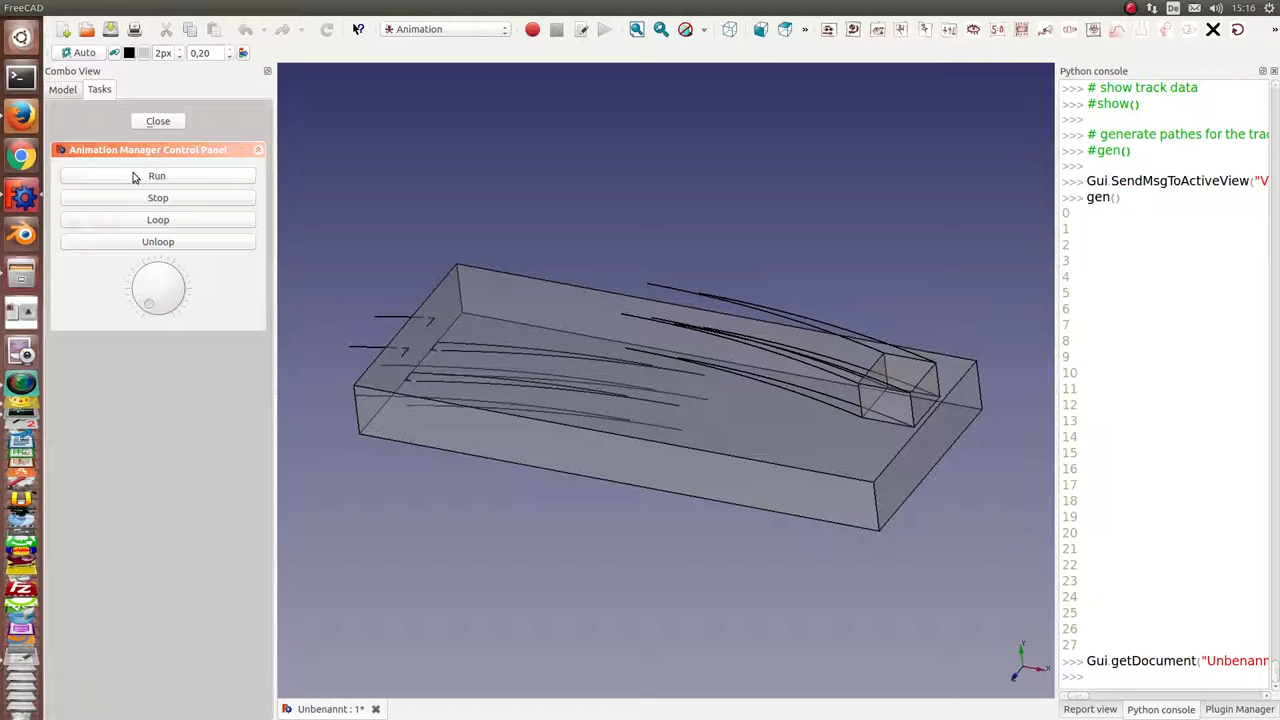 FreeCAD
De
15:16
Animation
Auto
2px
0,20
Combo View
Model
Tasks
Close
Animation Manager Control Panel
Run
Stop
Loop
Unloop
Python console
>>> # show track data
>>> #show()
>>>
>>> # generate pathes for the trac
>>> #gen()
>>>
>>> Gui.SendMsgToActiveView("V
>>> gen()
0
1
2
3
4
5
6
7
8
9
10
11
12
13
14
15
16
17
18
19
20
21
22
23
24
25
26
27
>>> Gui.getDocument("Unbenann
>>>
Y
X
Unbenannt : 1*
Report view
Python console
Plugin Manager